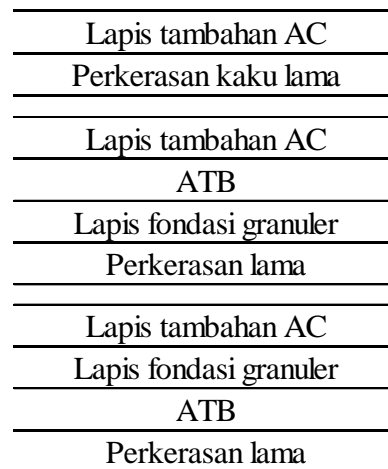 Lapis tambahan AC
Perkerasan kaku lama
Lapis tambahan AC
ATB
Lapis fondasi granuler
Perkerasan lama
Lapis tambahan AC
Lapis fondasi granuler
ATB
Perkerasan lama